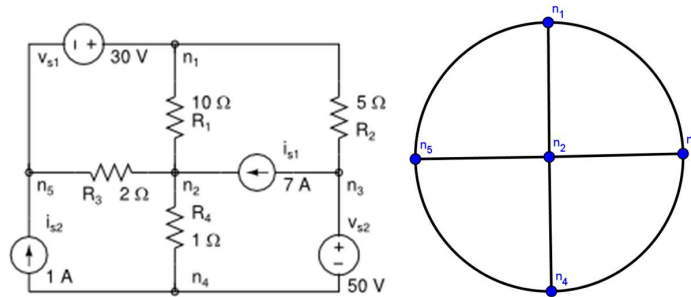 v_s1
30 V
n_1
10 Ω
R_1
5 Ω
R_2
i_s1
7 A
n_5
R_3
2 Ω
n_2
n_3
i_s2
1 A
R_4
1 Ω
v_s2
50 V
n_4
n_1
n_5
n_2
n
n_4